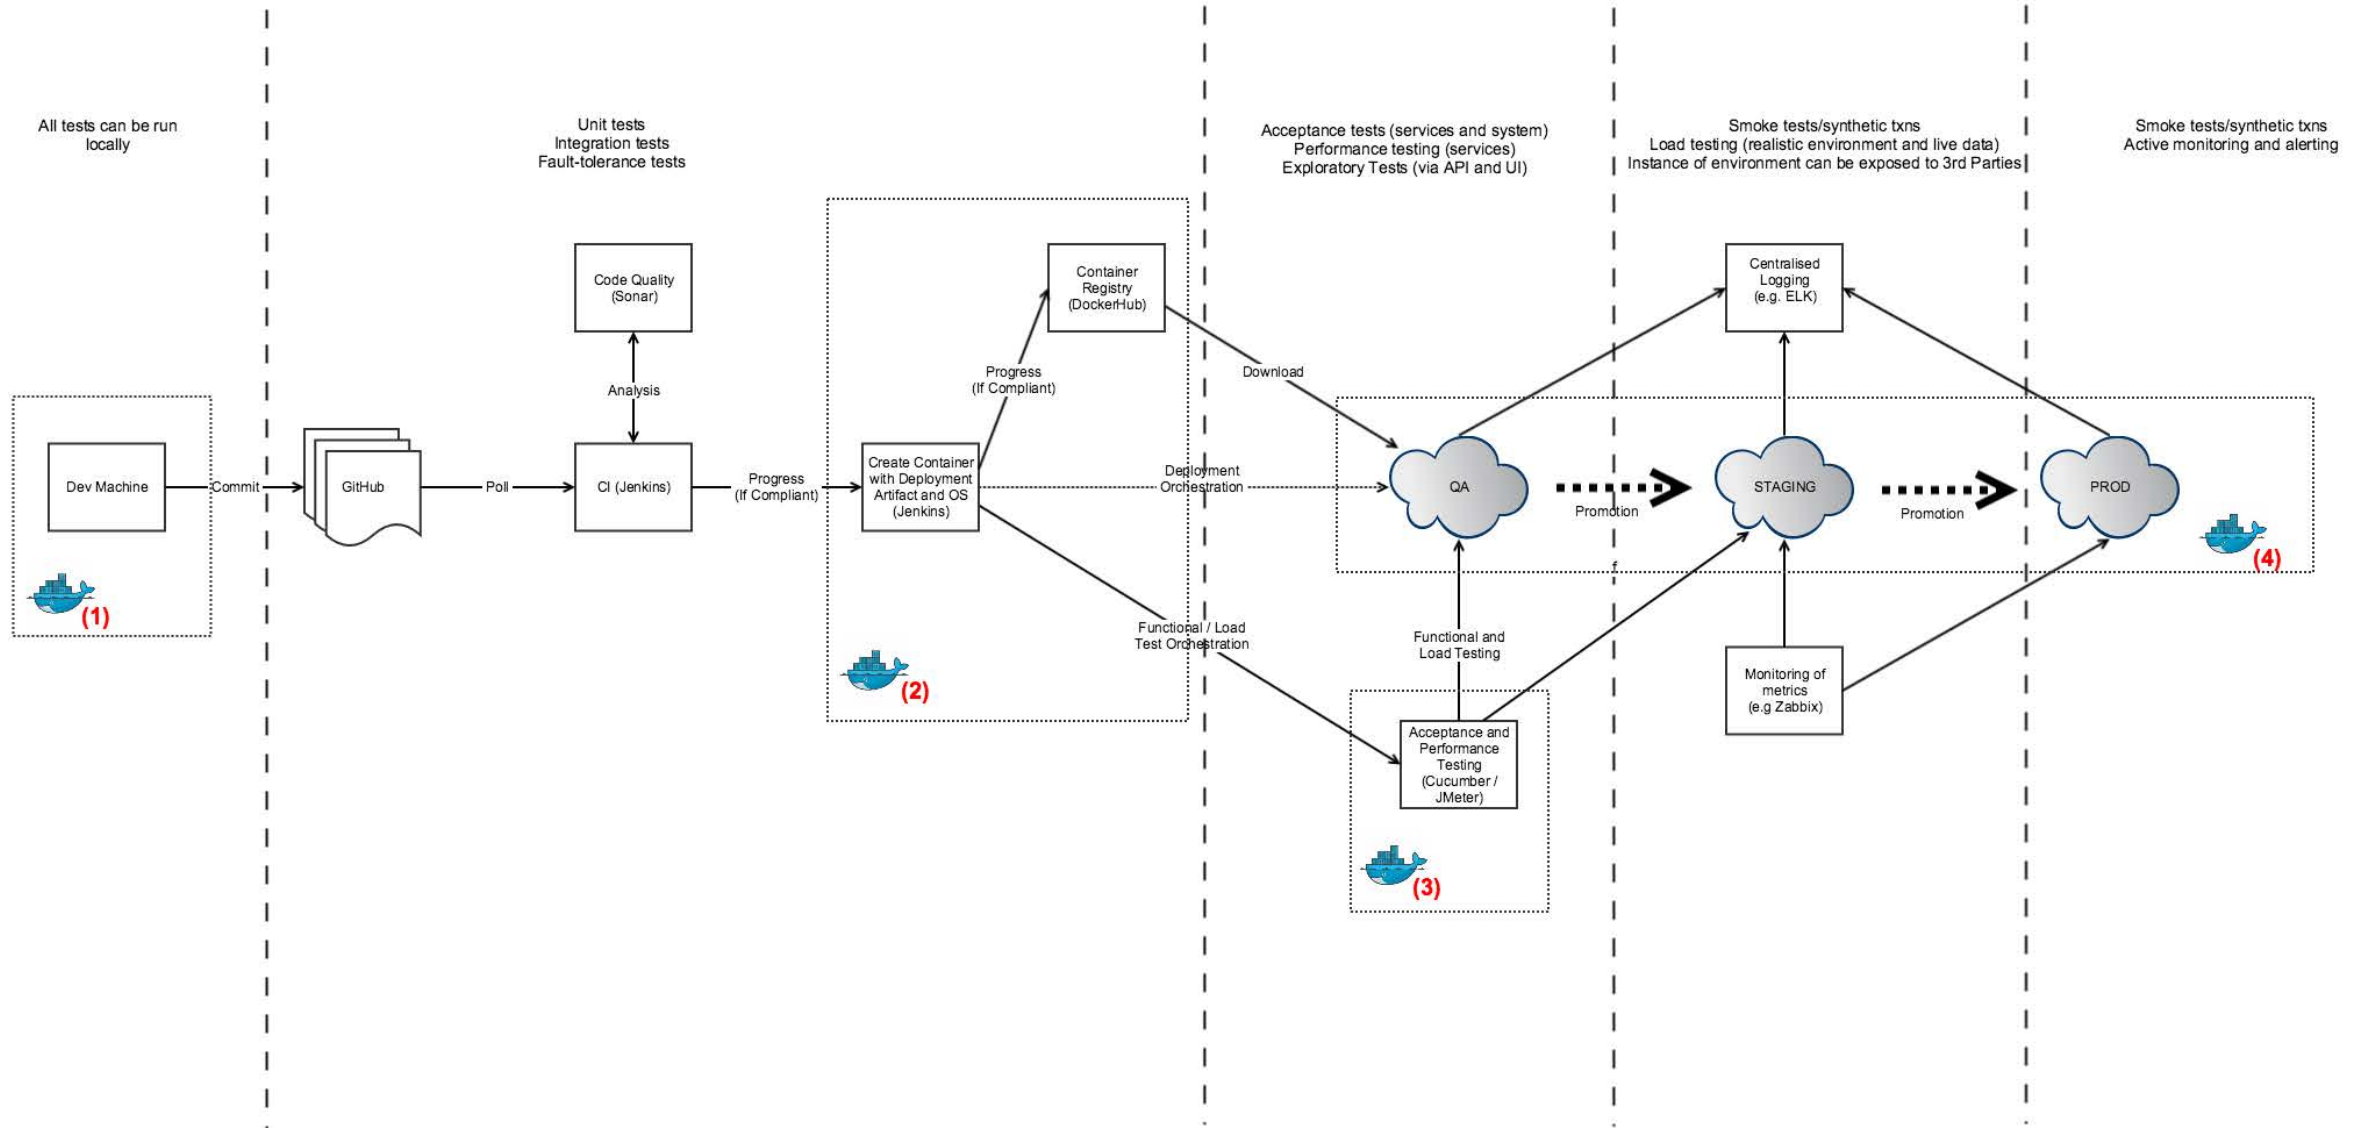 All tests can be run
locally
Unit tests
Integration tests
Fault-tolerance tests
Acceptance tests (services and system)
Performance testing (services)
Exploratory Tests (via API and UI)
Smoke tests/synthetic txns
Load testing (realistic environment and live data)
Instance of environment can be exposed to 3rd Parties
Smoke tests/synthetic txns
Active monitoring and alerting
Dev Machine
(1)
Commit
GitHub
Poll
Code Quality
(Sonar)
Analysis
CI (Jenkins)
Progress
(If Compliant)
Create Container
with Deployment
Artifact and OS
(Jenkins)
Progress
(If Compliant)
Container
Registry
(DockerHub)
(2)
Download
Deployment
Orchestration
Functional / Load
Test Orchestration
QA
Promotion
STAGING
Promotion
PROD
(4)
f
Centralised
Logging
(e.g. ELK)
Functional and
Load Testing
Acceptance and
Performance
Testing
(Cucumber /
JMeter)
(3)
Monitoring of
metrics
(e.g Zabbix)